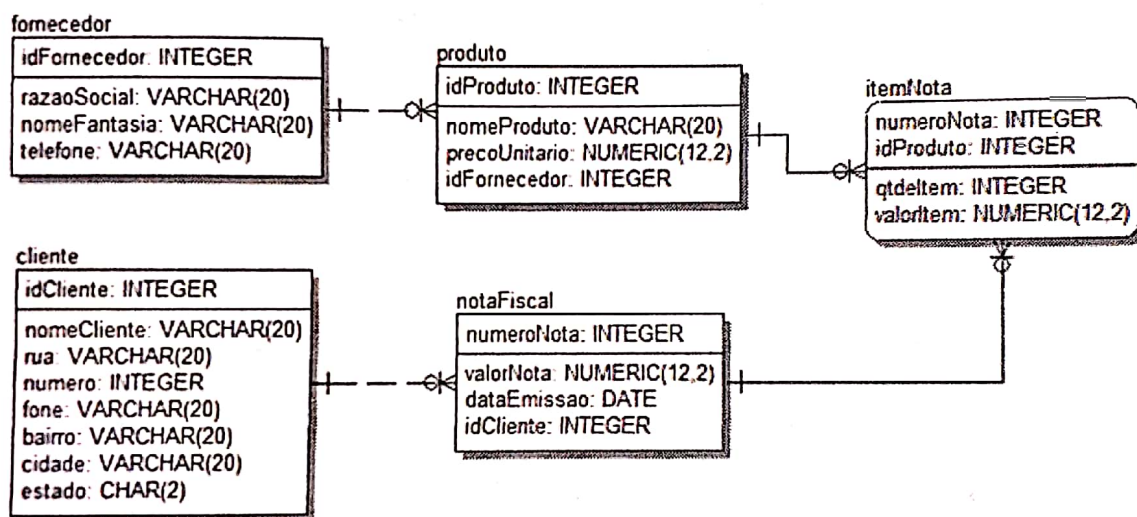 fornecedor
idFornecedor: INTEGER
razaoSocial: VARCHAR(20)
nomeFantasia: VARCHAR(20)
telefone: VARCHAR(20)
produto
idProduto: INTEGER
nomeProduto: VARCHAR(20)
precoUnitario: NUMERIC(12,2)
idFornecedor: INTEGER
itemNota
numeroNota: INTEGER
idProduto: INTEGER
qtdeItem: INTEGER
valorItem: NUMERIC(12,2)
cliente
idCliente: INTEGER
nomeCliente: VARCHAR(20)
rua: VARCHAR(20)
numero: INTEGER
fone: VARCHAR(20)
bairro: VARCHAR(20)
cidade: VARCHAR(20)
estado: CHAR(2)
notaFiscal
numeroNota: INTEGER
valorNota: NUMERIC(12,2)
dataEmissao: DATE
idCliente: INTEGER